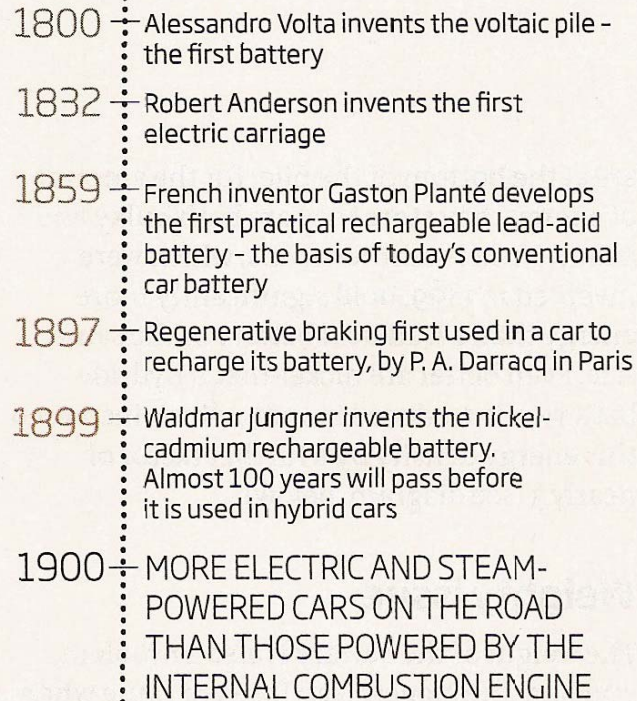 1800 Alessandro Volta invents the voltaic pile –
the first battery
1832 Robert Anderson invents the first
electric carriage
1859 French inventor Gaston Planté develops
the first practical rechargeable lead-acid
battery – the basis of today's conventional
car battery
1897 Regenerative braking first used in a car to
recharge its battery, by P. A. Darracq in Paris
1899 Waldmar Jungner invents the nickel-
cadmium rechargeable battery.
Almost 100 years will pass before
it is used in hybrid cars
1900 MORE ELECTRIC AND STEAM-
POWERED CARS ON THE ROAD
THAN THOSE POWERED BY THE
INTERNAL COMBUSTION ENGINE